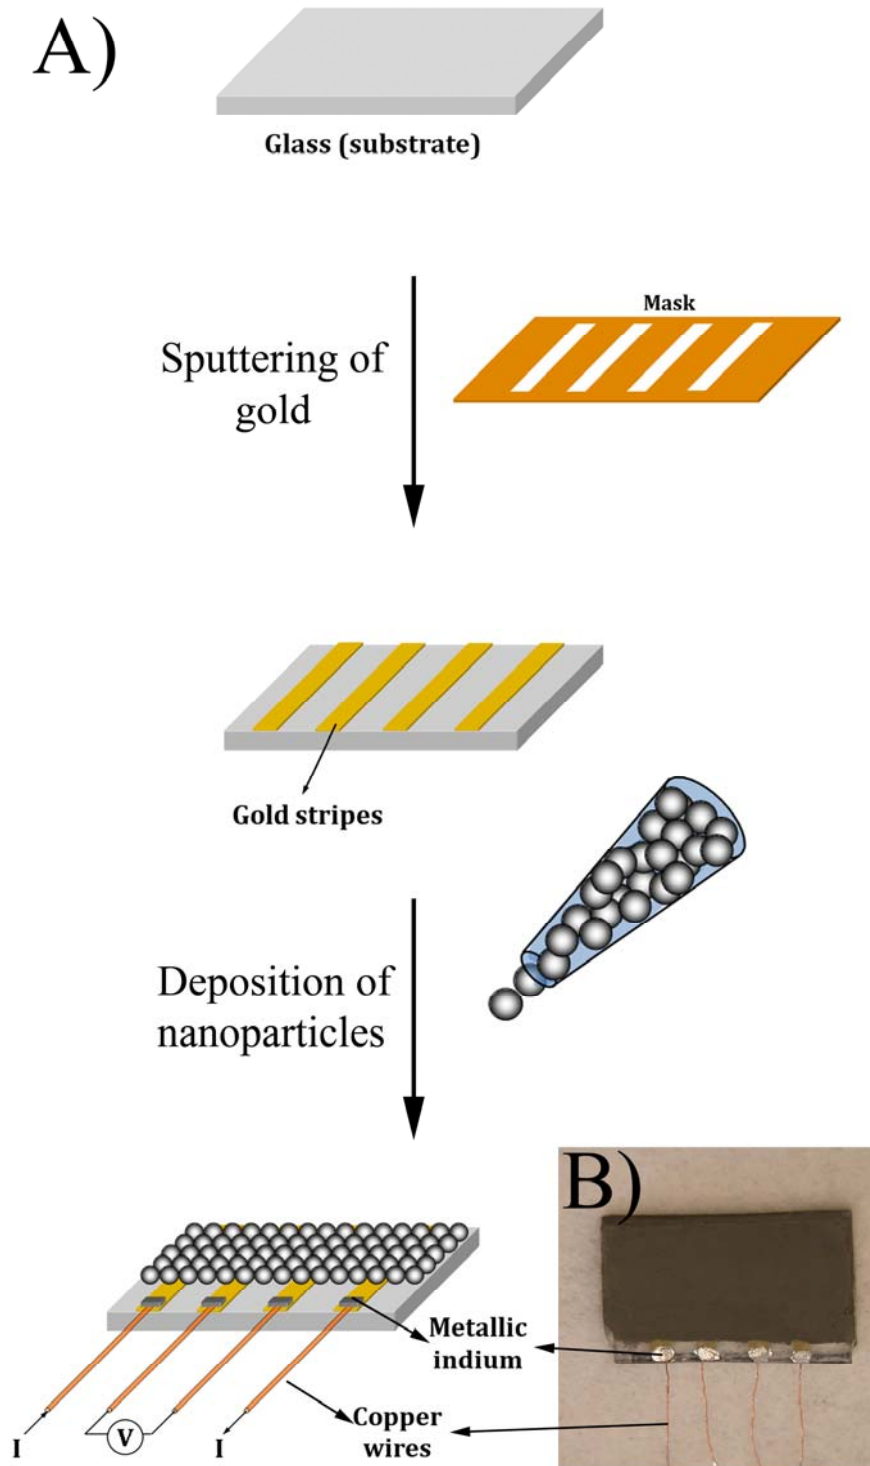 A)
Glass (substrate)
Mask
Sputtering of
gold
Gold stripes
Deposition of
nanoparticles
B)
Metallic
indium
Copper
wires
I
V
I